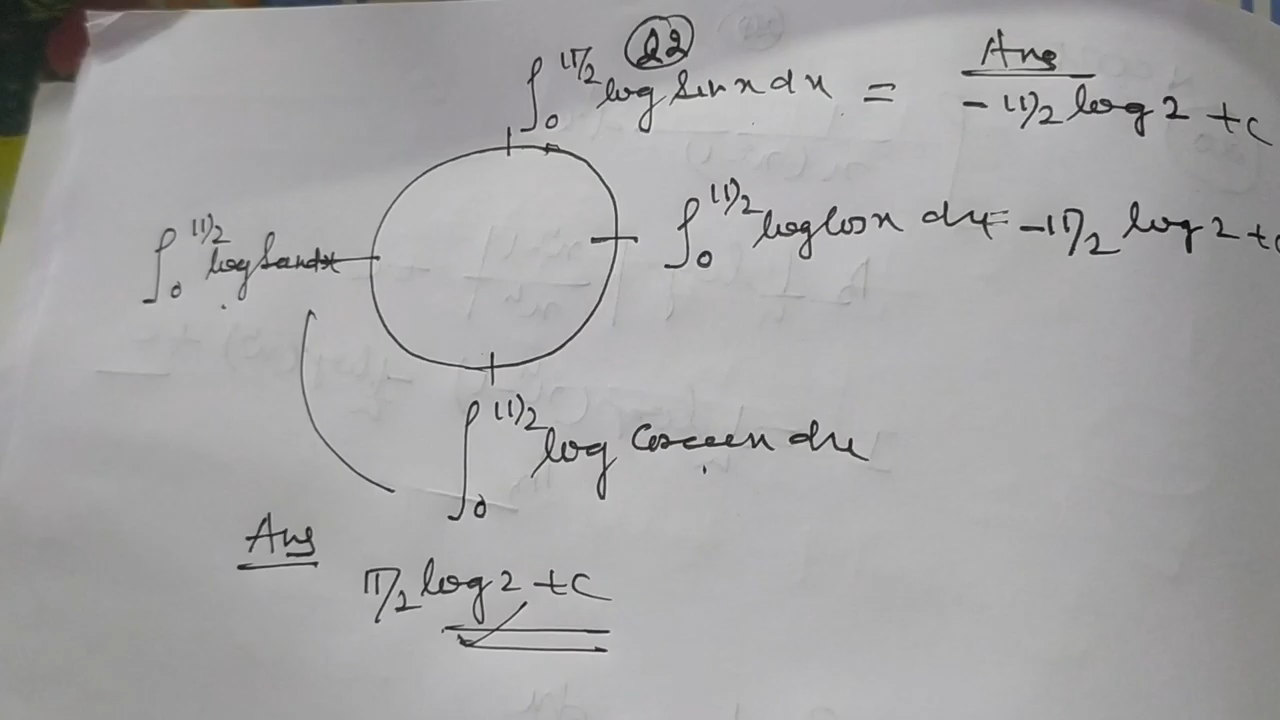 22
∫₀^π/2 log sin x dx = Ans -π/2 log 2 + c
∫₀^π/2 log cos x dx = -π/2 log 2 + c
∫₀^π/2 log
∫₀^π/2 log cosec x dx
Ans
π/2 log 2 + c